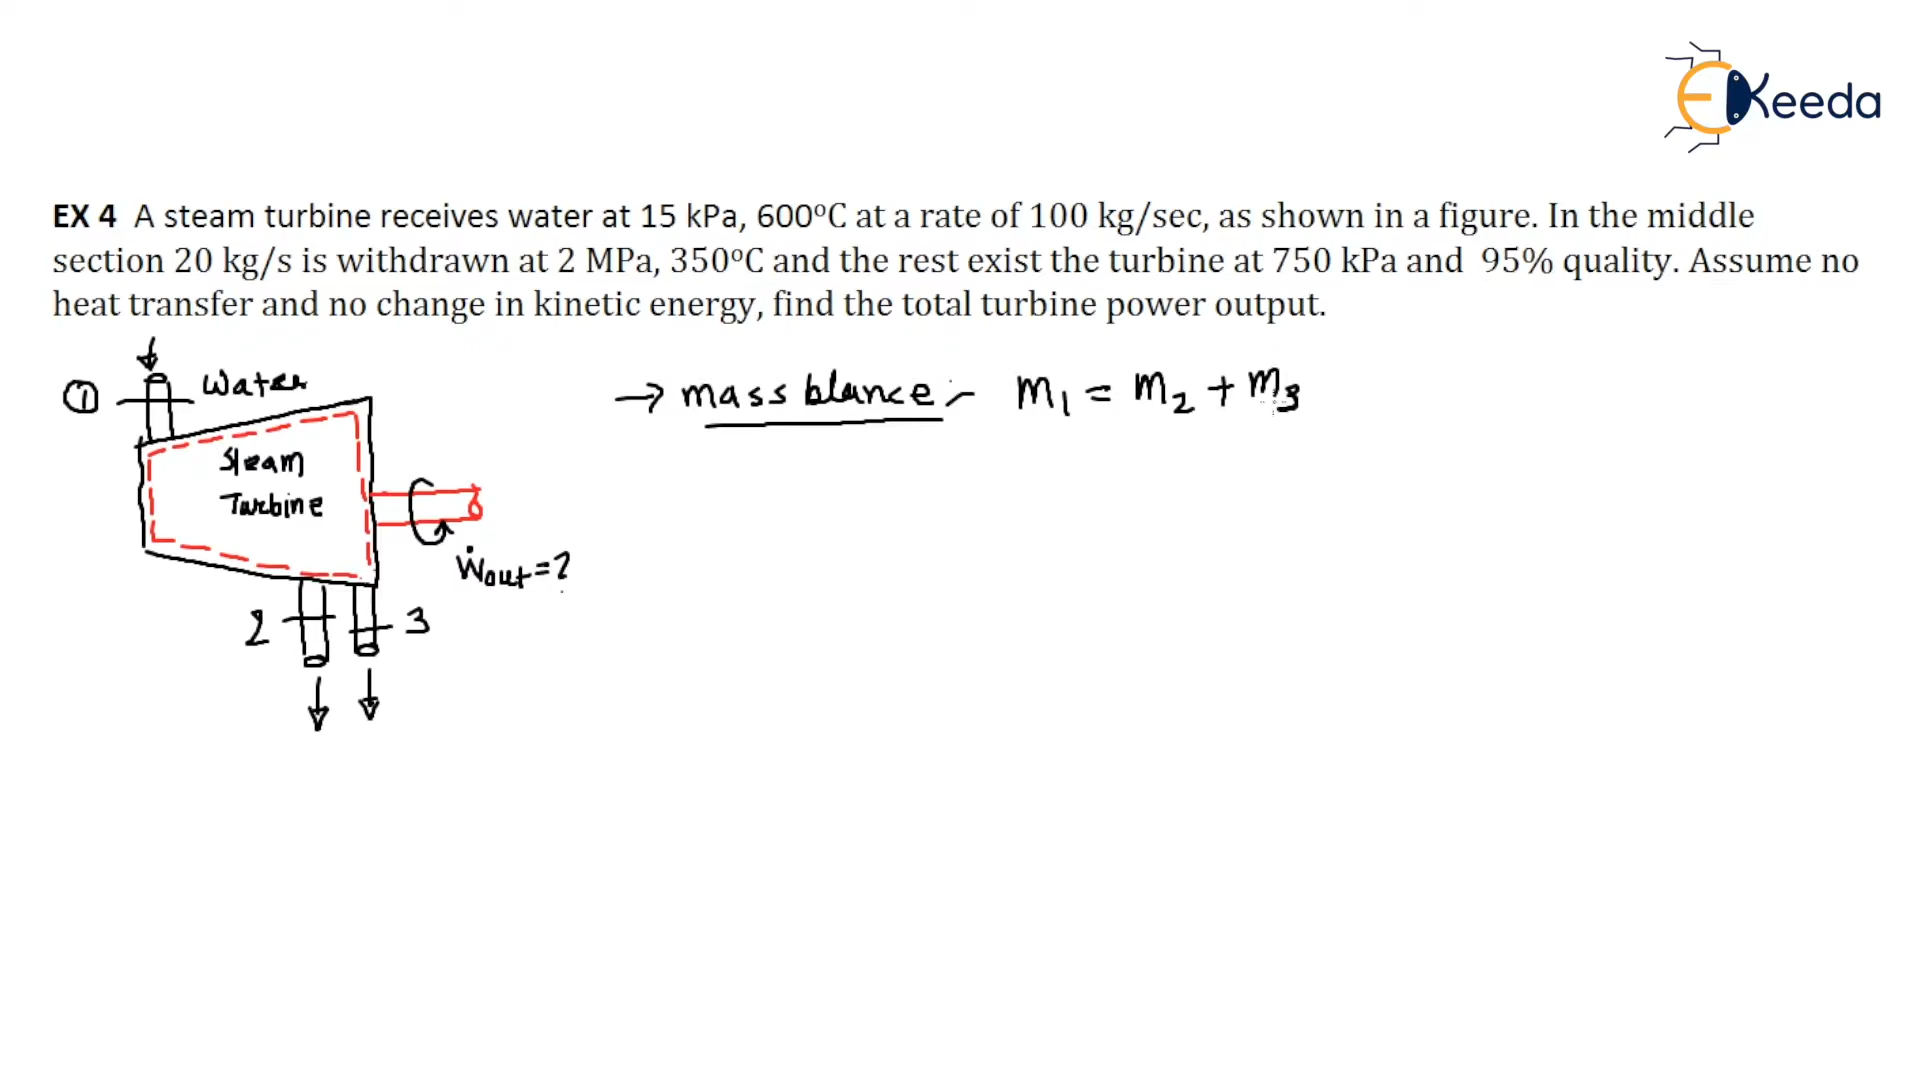 EKeeda
EX 4 A steam turbine receives water at 15 kPa, 600°C at a rate of 100 kg/sec, as shown in a figure. In the middle
section 20 kg/s is withdrawn at 2 MPa, 350°C and the rest exist the turbine at 750 kPa and 95% quality. Assume no
heat transfer and no change in kinetic energy, find the total turbine power output.
① Water
→ mass blance :- m₁ = m₂ + m₃
Steam
Turbine
Ẇout = ?
2 3